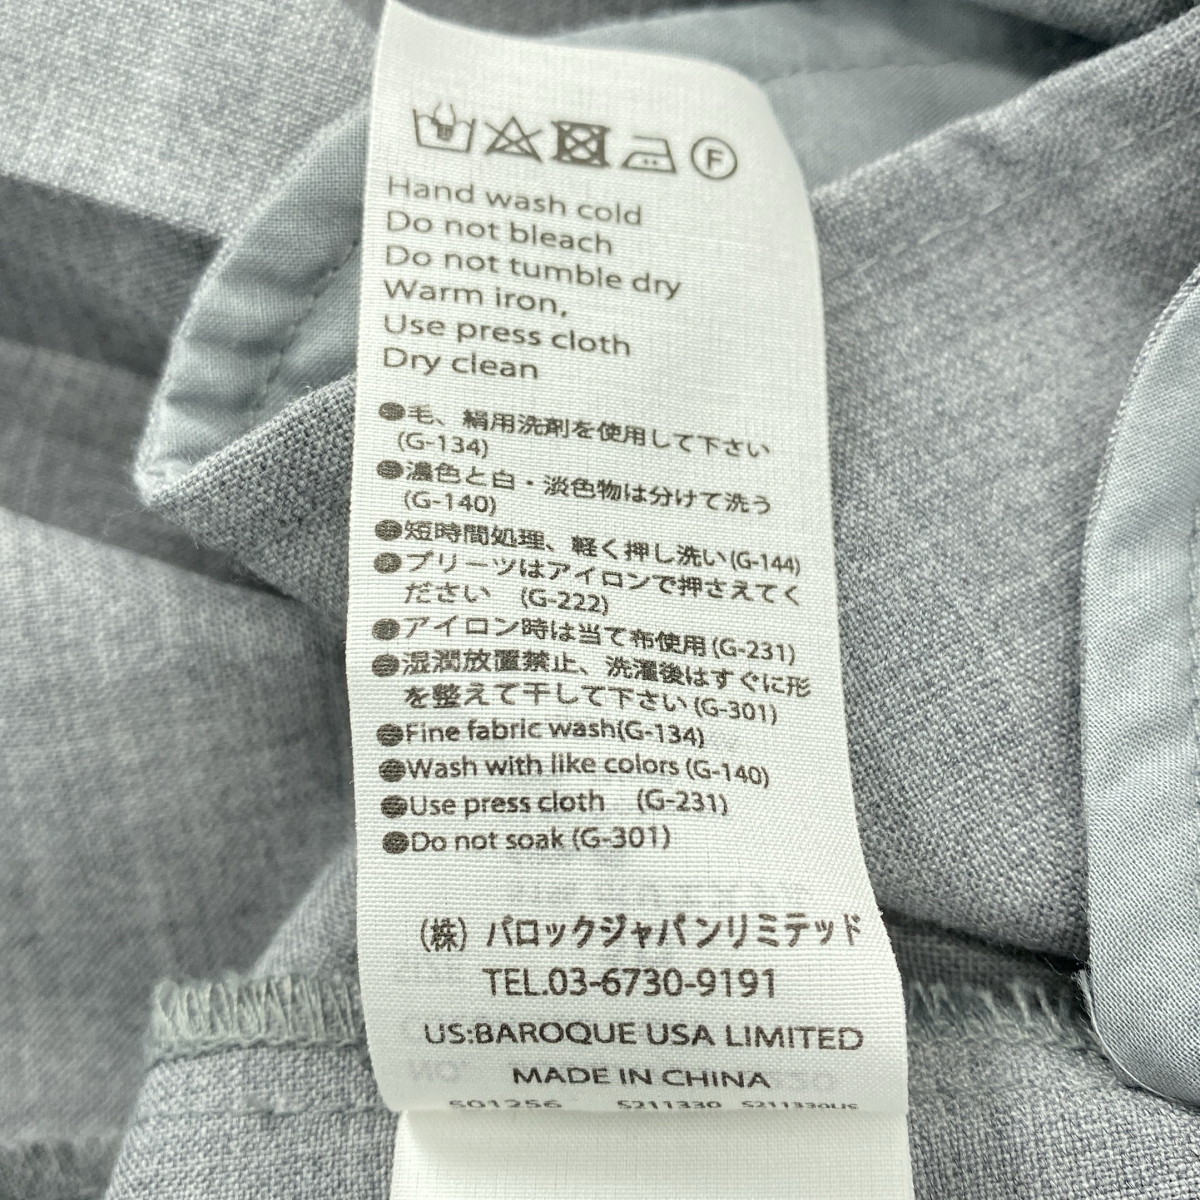 F
Hand wash cold
Do not bleach
Do not tumble dry
Warm iron,
Use press cloth
Dry clean
●毛、絹用洗剤を使用して下さい
(G-134)
●濃色と白・淡色物は分けて洗う
(G-140)
●短時間処理、軽く押し洗い(G-144)
●プリーツはアイロンで押さえてく
ださい (G-222)
●アイロン時は当て布使用(G-231)
●湿潤放置禁止、洗濯後はすぐに形
を整えて干して下さい(G-301)
●Fine fabric wash(G-134)
●Wash with like colors (G-140)
●Use press cloth (G-231)
●Do not soak (G-301)
(株) バロックジャパンリミテッド
TEL.03-6730-9191
US:BAROQUE USA LIMITED
MADE IN CHINA
501256 S211330 S211330US